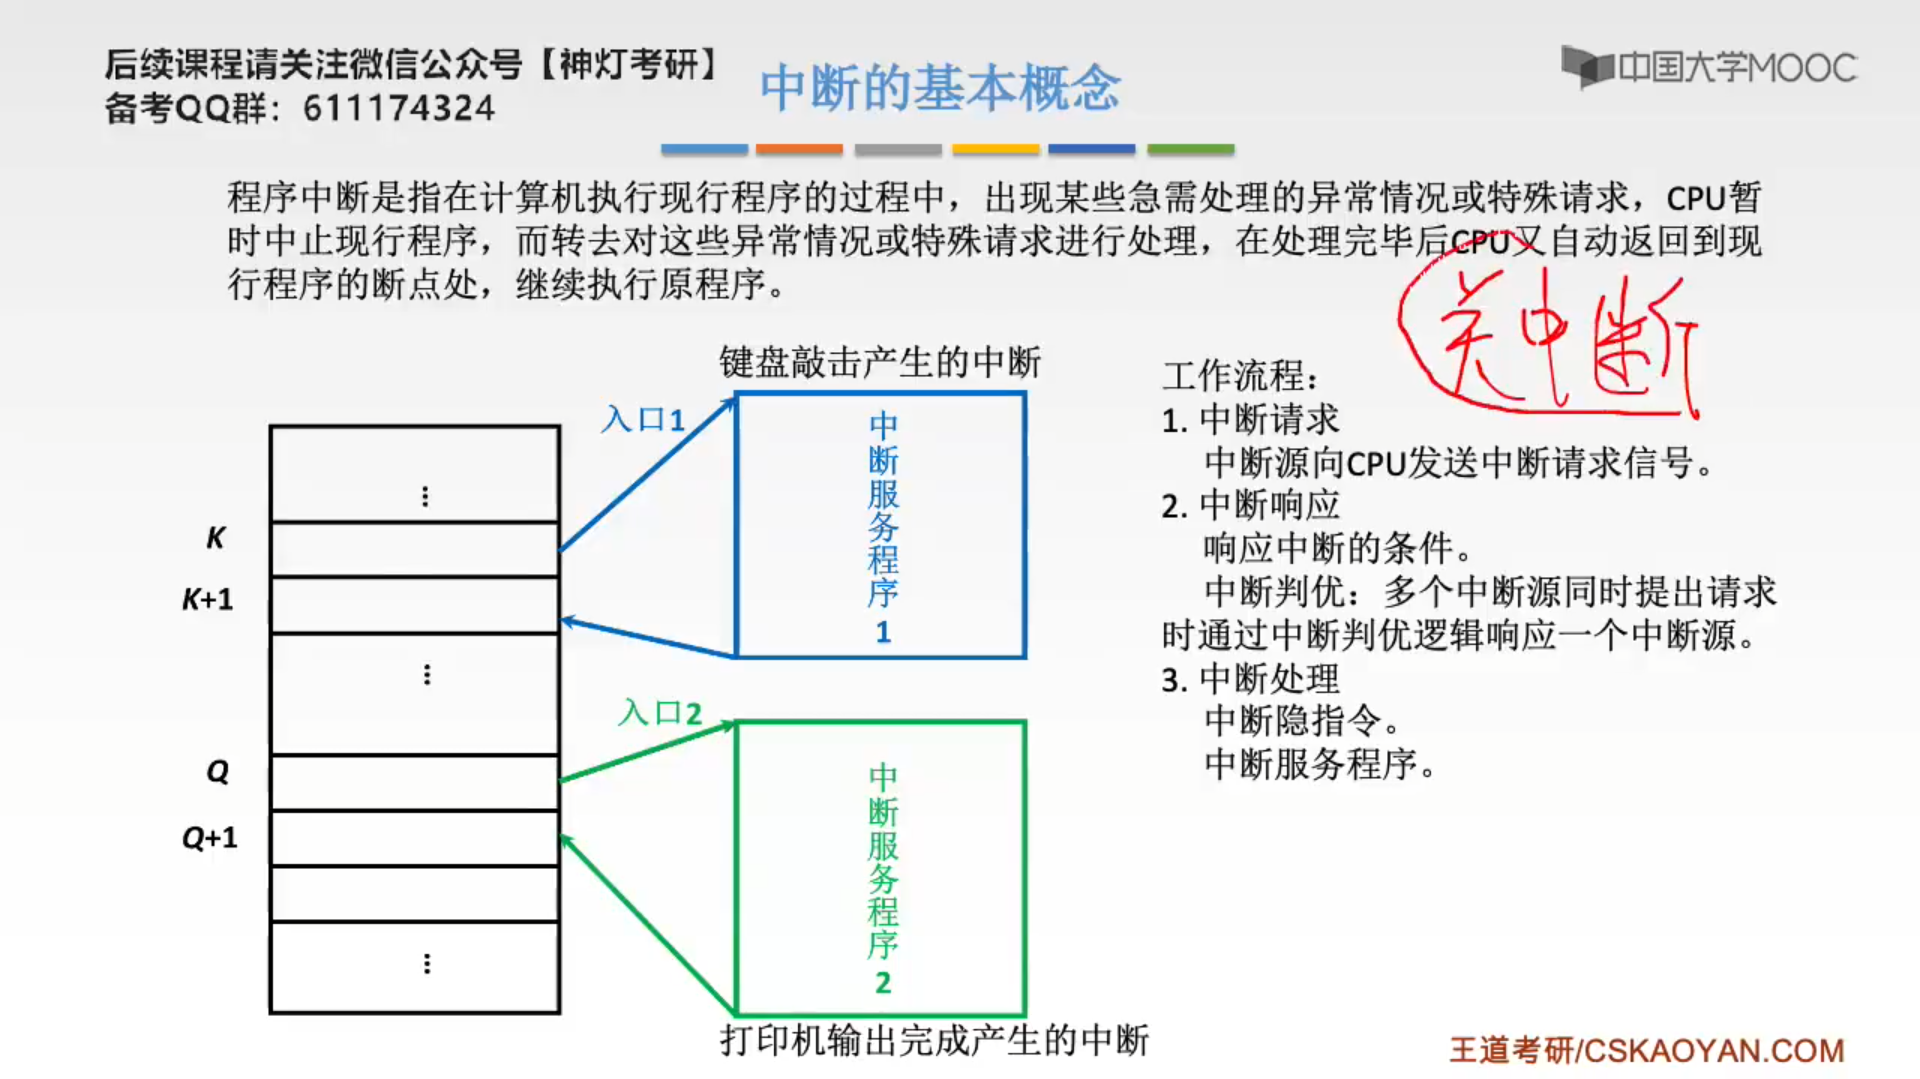 后续课程请关注微信公众号【神灯考研】
备考QQ群：611174324
中断的基本概念
中国大学MOOC
程序中断是指在计算机执行现行程序的过程中，出现某些急需处理的异常情况或特殊请求，CPU暂
时中止现行程序，而转去对这些异常情况或特殊请求进行处理，在处理完毕后CPU又自动返回到现
行程序的断点处，继续执行原程序。
关中断
键盘敲击产生的中断
入口1
中断服务程序1
K
K+1
⋮
⋮
入口2
中断服务程序2
Q
Q+1
⋮
打印机输出完成产生的中断
工作流程：
1. 中断请求
中断源向CPU发送中断请求信号。
2. 中断响应
响应中断的条件。
中断判优：多个中断源同时提出请求
时通过中断判优逻辑响应一个中断源。
3. 中断处理
中断隐指令。
中断服务程序。
王道考研/CSKAOYAN.COM